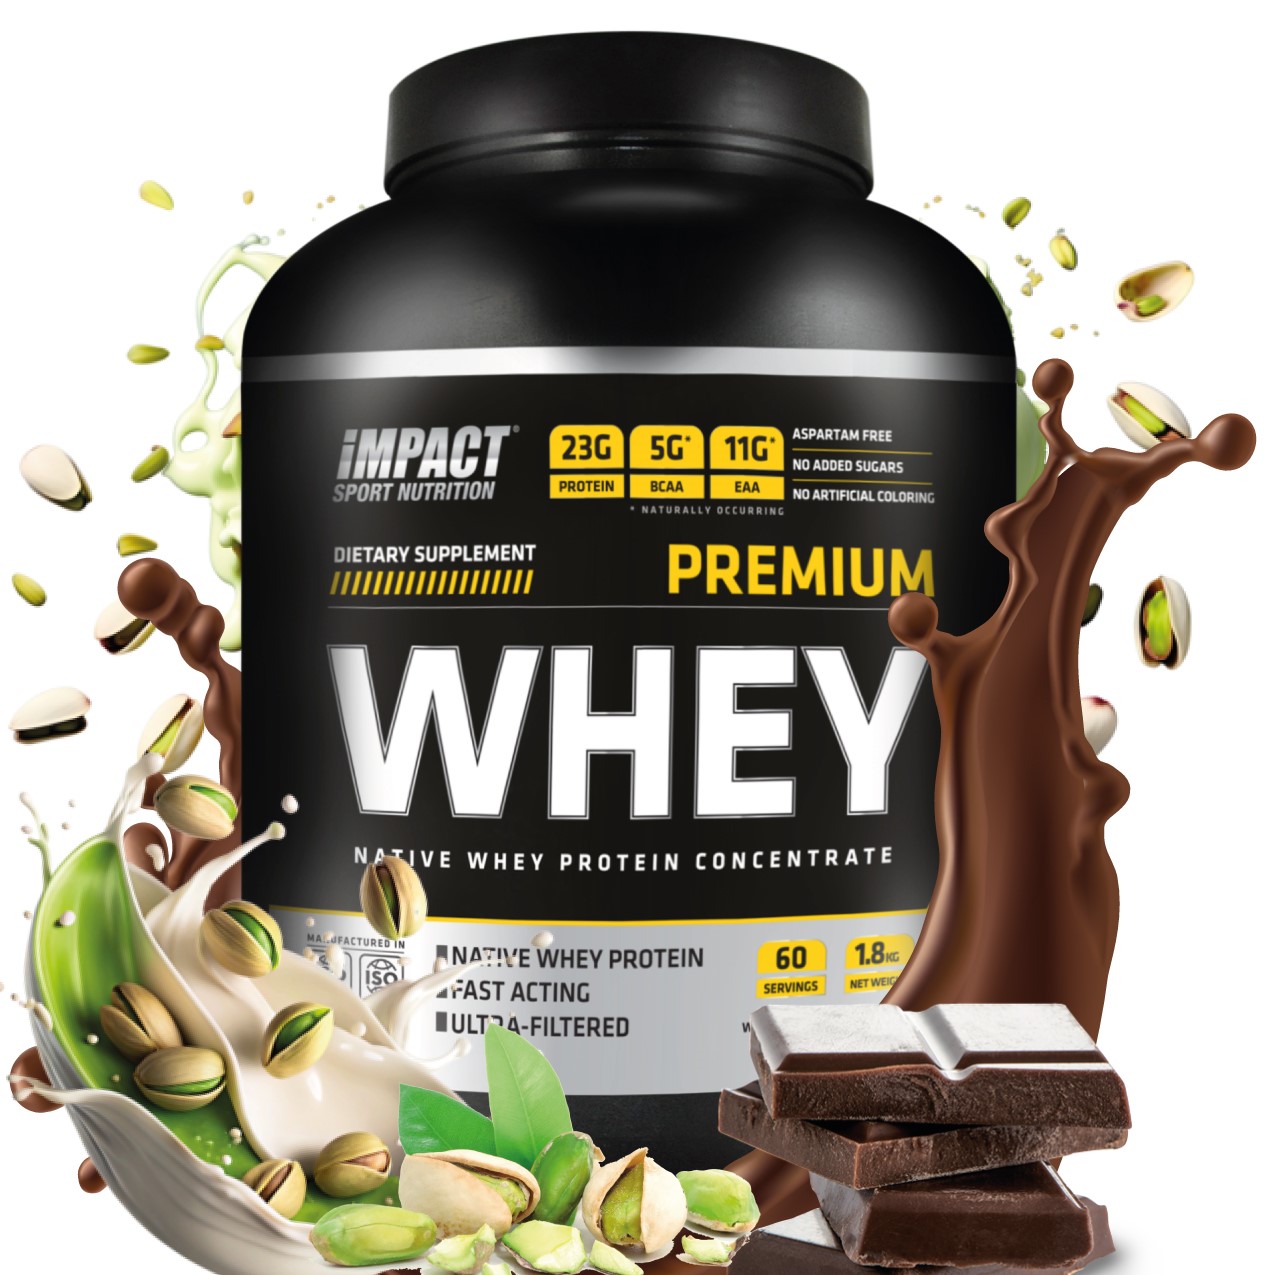 iMPACT®
SPORT NUTRITION
23G
PROTEIN
5G*
BCAA
11G*
EAA
* NATURALLY OCCURRING
ASPARTAM FREE
NO ADDED SUGARS
NO ARTIFICIAL COLORING
DIETARY SUPPLEMENT
PREMIUM
WHEY
NATIVE WHEY PROTEIN CONCENTRATE
MANUFACTURED IN
ISO
NATIVE WHEY PROTEIN
FAST ACTING
ULTRA-FILTERED
60
SERVINGS
1.8KG
NET WEIG